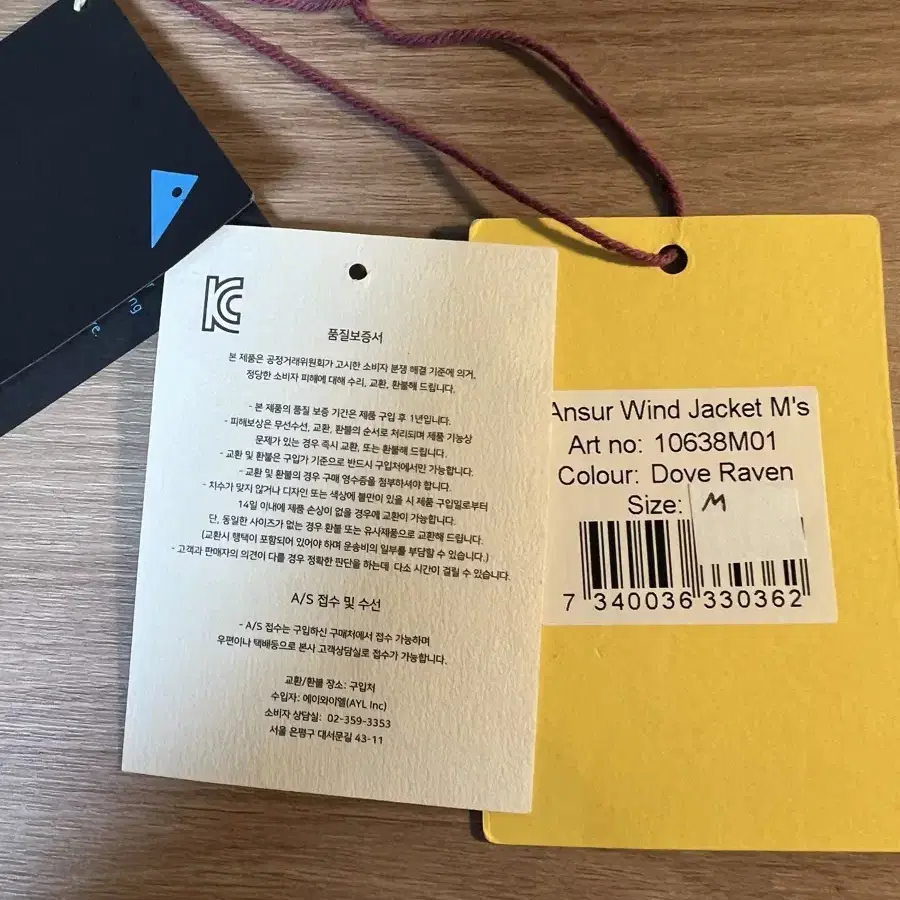 ng
re.
KC
품질보증서
본 제품은 공정거래위원회가 고시한 소비자 분쟁 해결 기준에 의거,
정당한 소비자 피해에 대해 수리, 교환, 환불해 드립니다.
- 본 제품의 품질 보증 기간은 제품 구입 후 1년입니다.
- 피해보상은 무선수선, 교환, 환불의 순서로 처리되며 제품 기능상
문제가 있는 경우 즉시 교환, 또는 환불해 드립니다.
- 교환 및 환불은 구입가 기준으로 반드시 구입처에서만 가능합니다.
- 교환 및 환불의 경우 구매 영수증을 첨부하셔야 합니다.
- 치수가 맞지 않거나 디자인 또는 색상에 불만이 있을 시 제품 구입일로부터
14일 이내에 제품 손상이 없을 경우에 교환이 가능합니다.
단, 동일한 사이즈가 없는 경우 환불 또는 유사제품으로 교환해 드립니다.
(교환시 행택이 포함되어 있어야 하며 운송비의 일부를 부담할 수 있습니다.)
- 고객과 판매자의 의견이 다를 경우 정확한 판단을 하는데 다소 시간이 걸릴 수 있습니다.
A/S 접수 및 수선
- A/S 접수는 구입하신 구매처에서 접수 가능하며
우편이나 택배등으로 본사 고객상담실로 접수가 가능합니다.
교환/환불 장소: 구입처
수입자: 에이와이엘(AYL Inc)
소비자 상담실: 02-359-3353
서울 은평구 대서문길 43-11
Ansur Wind Jacket M's
Art no: 10638M01
Colour: Dove Raven
Size: M
7 340036 330362